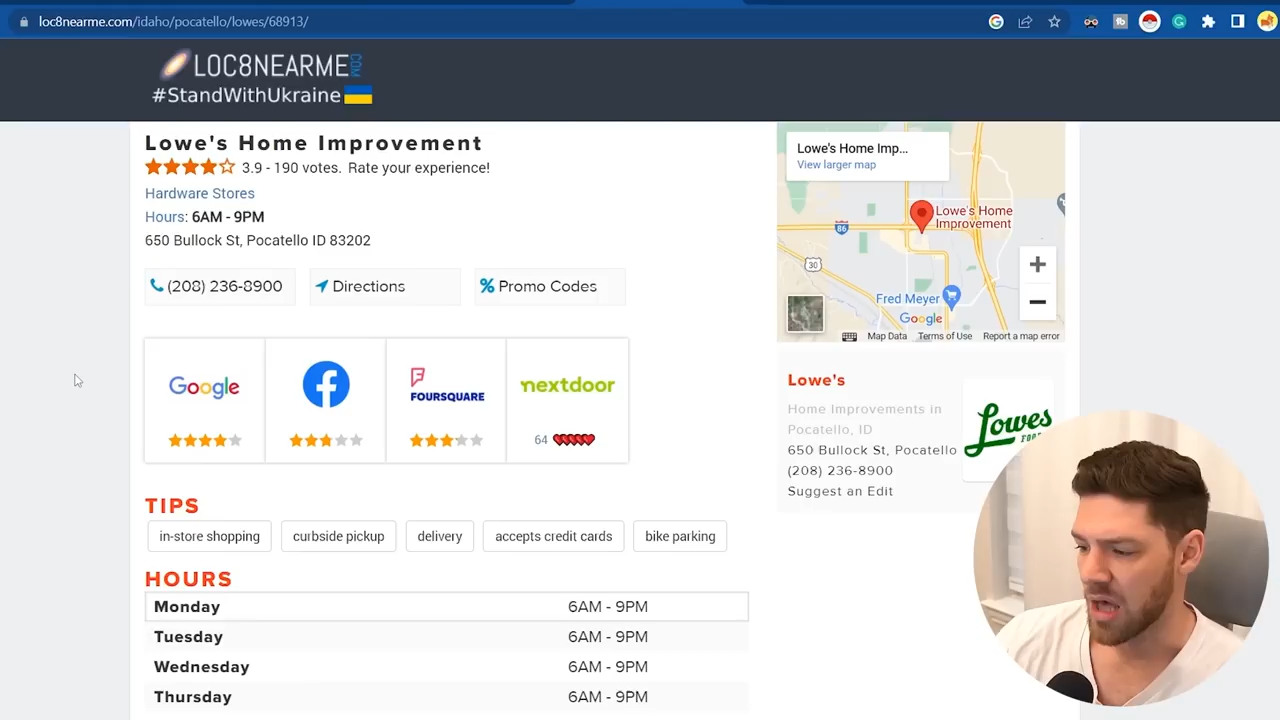 loc8nearme.com/idaho/pocatello/lowes/68913/
LOC8NEARME.COM
#StandWithUkraine
Lowe's Home Improvement
3.9 - 190 votes. Rate your experience!
Hardware Stores
Hours: 6AM - 9PM
650 Bullock St, Pocatello ID 83202
(208) 236-8900
Directions
% Promo Codes
Google
FOURSQUARE
nextdoor
64
TIPS
in-store shopping
curbside pickup
delivery
accepts credit cards
bike parking
HOURS
Monday 6AM - 9PM
Tuesday 6AM - 9PM
Wednesday 6AM - 9PM
Thursday 6AM - 9PM
Lowe's Home Imp...
View larger map
Lowe's Home
Improvement
86
30
Fred Meyer
Google
Map Data
Terms of Use
Report a map error
Lowe's
Home Improvements in
Pocatello, ID
650 Bullock St, Pocatello
(208) 236-8900
Suggest an Edit
Lowes